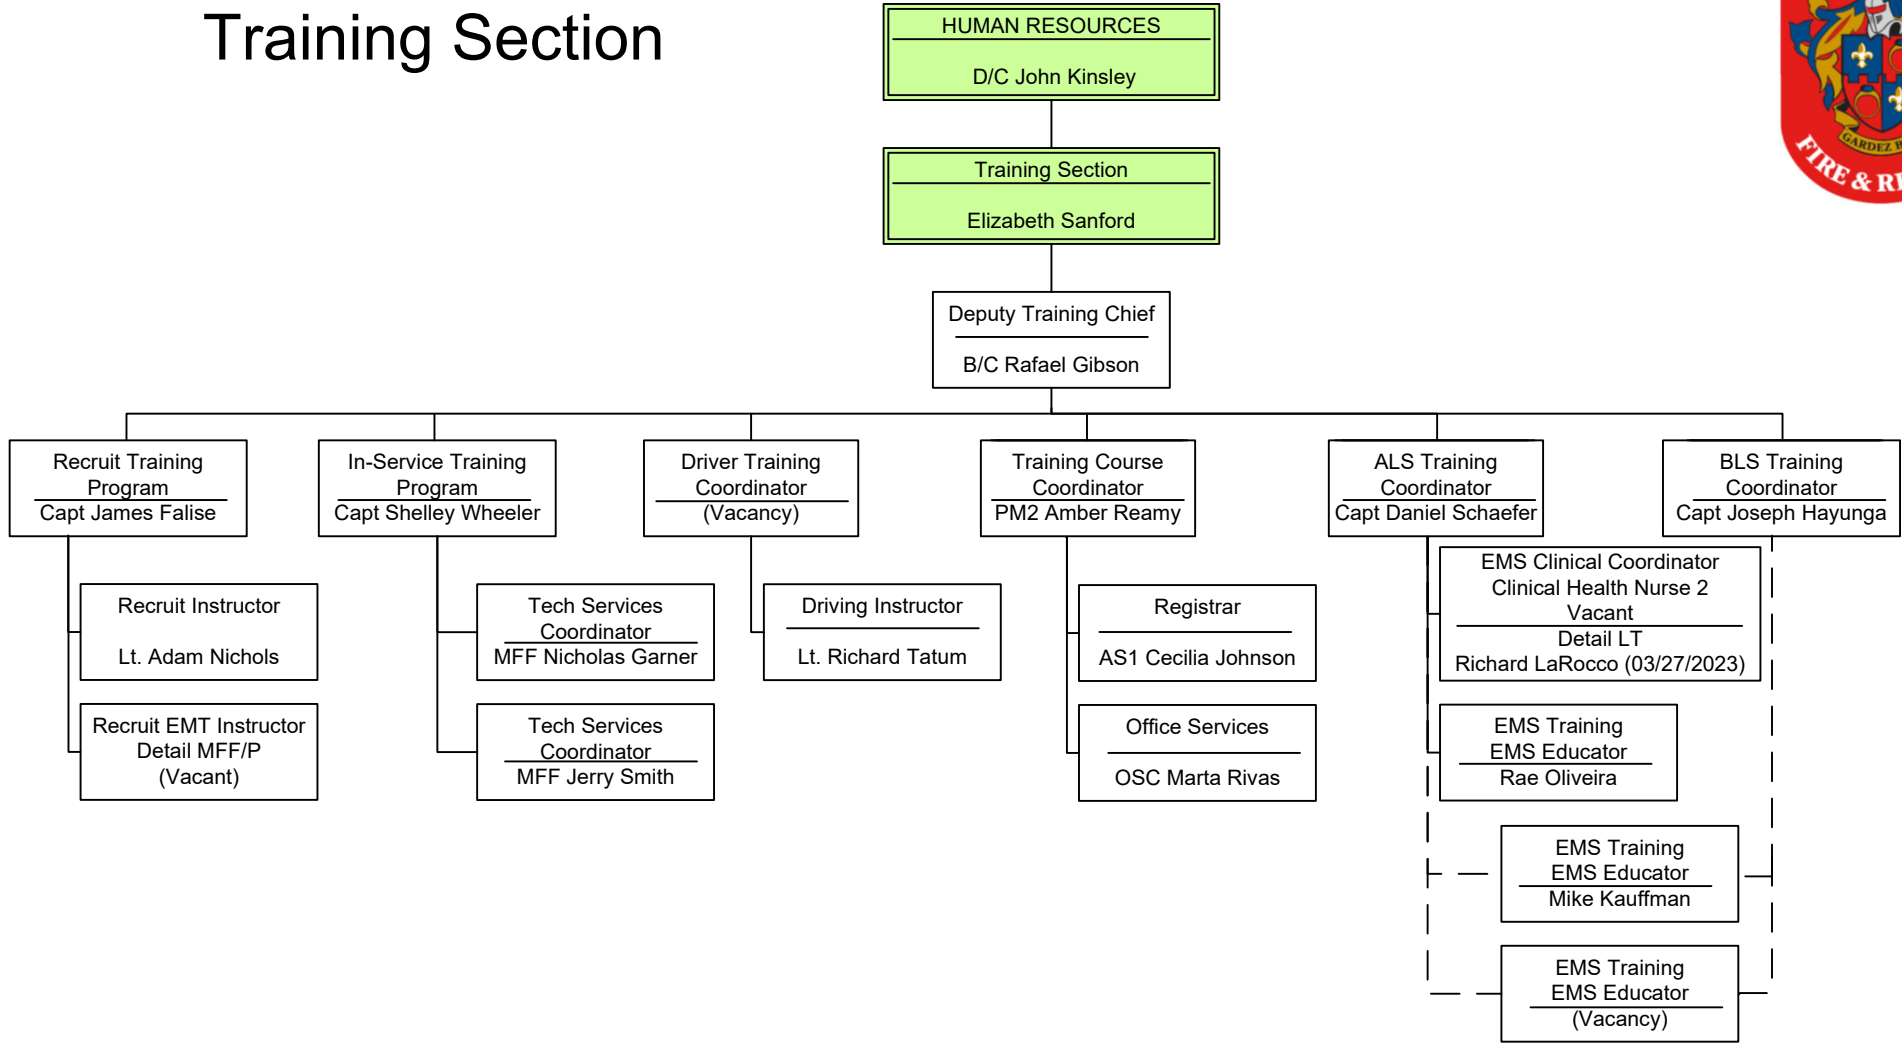 Training Section
HUMAN RESOURCES
D/C John Kinsley
Training Section
Elizabeth Sanford
Deputy Training Chief
B/C Rafael Gibson
Recruit Training
Program
Capt James Falise
In-Service Training
Program
Capt Shelley Wheeler
Driver Training
Coordinator
(Vacancy)
Training Course
Coordinator
PM2 Amber Reamy
ALS Training
Coordinator
Capt Daniel Schaefer
BLS Training
Coordinator
Capt Joseph Hayunga
Recruit Instructor
Lt. Adam Nichols
Recruit EMT Instructor
Detail MFF/P
(Vacant)
Tech Services
Coordinator
MFF Nicholas Garner
Tech Services
Coordinator
MFF Jerry Smith
Driving Instructor
Lt. Richard Tatum
Registrar
AS1 Cecilia Johnson
Office Services
OSC Marta Rivas
EMS Clinical Coordinator
Clinical Health Nurse 2
Vacant
Detail LT
Richard LaRocco (03/27/2023)
EMS Training
EMS Educator
Rae Oliveira
EMS Training
EMS Educator
Mike Kauffman
EMS Training
EMS Educator
(Vacancy)
GARDEZ
FIRE &